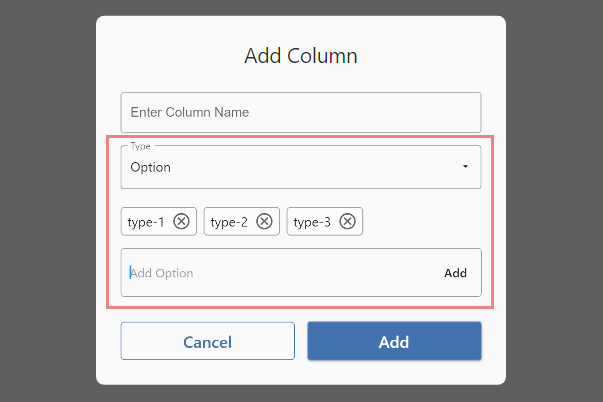 Add Column
Enter Column Name
Type
Option
type-1 type-2 type-3
Add Option Add
Cancel Add